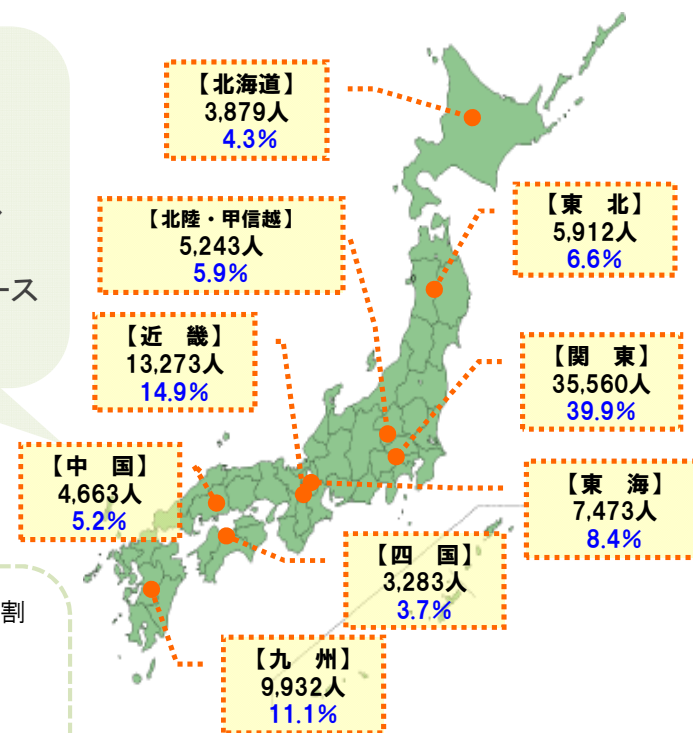 【北海道】
3,879人
4.3%
【北陸・甲信越】
5,243人
5.9%
【東　北】
5,912人
6.6%
ース
【近　畿】
13,273人
14.9%
【関　東】
35,560人
39.9%
【中　国】
4,663人
5.2%
【東　海】
7,473人
8.4%
【四　国】
3,283人
3.7%
割
【九　州】
9,932人
11.1%